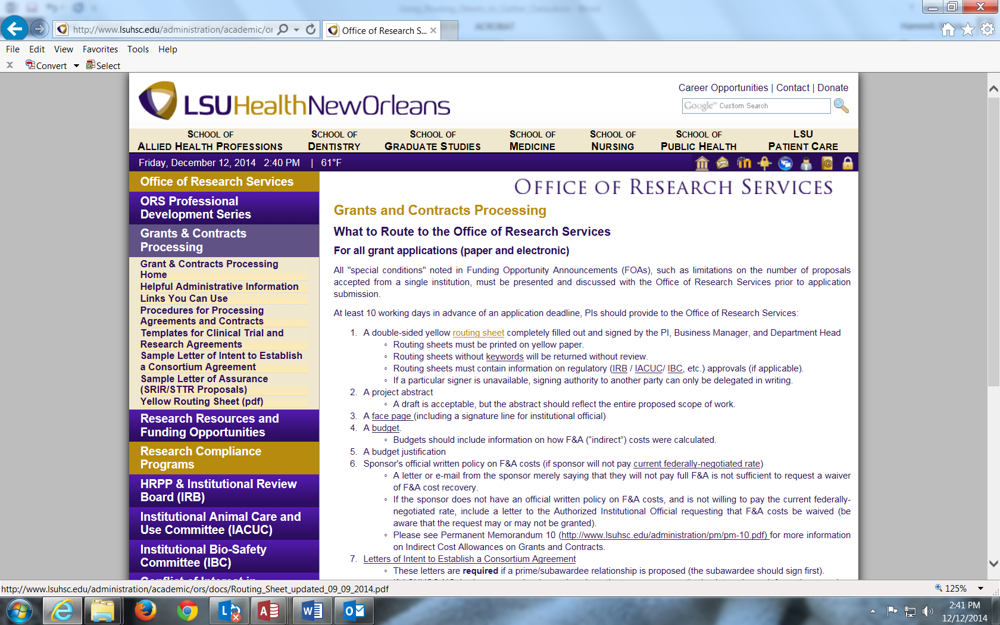 http://www.lsuhsc.edu/administration/academic/or
Office of Research S...
File Edit View Favorites Tools Help
x Convert Select
LSUHealthNewOrleans
Career Opportunities | Contact | Donate
Google™ Custom Search
SCHOOL OF ALLIED HEALTH PROFESSIONS
SCHOOL OF DENTISTRY
SCHOOL OF GRADUATE STUDIES
SCHOOL OF MEDICINE
SCHOOL OF NURSING
SCHOOL OF PUBLIC HEALTH
LSU PATIENT CARE
Friday, December 12, 2014 2:40 PM | 61°F
Office of Research Services
ORS Professional
Development Series
Grants & Contracts
Processing
Grant & Contracts Processing
Home
Helpful Administrative Information
Links You Can Use
Procedures for Processing
Agreements and Contracts
Templates for Clinical Trial and
Research Agreements
Sample Letter of Intent to Establish
a Consortium Agreement
Sample Letter of Assurance
(SRIR/STTR Proposals)
Yellow Routing Sheet (pdf)
Research Resources and
Funding Opportunities
Research Compliance
Programs
HRPP & Institutional Review
Board (IRB)
Institutional Animal Care and
Use Committee (IACUC)
Institutional Bio-Safety
Committee (IBC)
OFFICE OF RESEARCH SERVICES
Grants and Contracts Processing
What to Route to the Office of Research Services
For all grant applications (paper and electronic)
All "special conditions" noted in Funding Opportunity Announcements (FOAs), such as limitations on the number of proposals
accepted from a single institution, must be presented and discussed with the Office of Research Services prior to application
submission.
At least 10 working days in advance of an application deadline, PIs should provide to the Office of Research Services:
1. A double-sided yellow routing sheet completely filled out and signed by the PI, Business Manager, and Department Head
◦ Routing sheets must be printed on yellow paper.
◦ Routing sheets without keywords will be returned without review.
◦ Routing sheets must contain information on regulatory (IRB / IACUC/ IBC, etc.) approvals (if applicable).
◦ If a particular signer is unavailable, signing authority to another party can only be delegated in writing.
2. A project abstract
◦ A draft is acceptable, but the abstract should reflect the entire proposed scope of work.
3. A face page (including a signature line for institutional official)
4. A budget.
◦ Budgets should include information on how F&A (“indirect”) costs were calculated.
5. A budget justification
6. Sponsor's official written policy on F&A costs (if sponsor will not pay current federally-negotiated rate)
◦ A letter or e-mail from the sponsor merely saying that they will not pay full F&A is not sufficient to request a waiver
of F&A cost recovery.
◦ If the sponsor does not have an official written policy on F&A costs, and is not willing to pay the current federally-
negotiated rate, include a letter to the Authorized Institutional Official requesting that F&A costs be waived (be
aware that the request may or may not be granted).
◦ Please see Permanent Memorandum 10 (http://www.lsuhsc.edu/administration/pm/pm-10.pdf) for more information
on Indirect Cost Allowances on Grants and Contracts.
7. Letters of Intent to Establish a Consortium Agreement
◦ These letters are required if a prime/subawardee relationship is proposed (the subawardee should sign first).
http://www.lsuhsc.edu/administration/academic/ors/docs/Routing_Sheet_updated_09_09_2014.pdf
125%
2:41 PM
12/12/2014